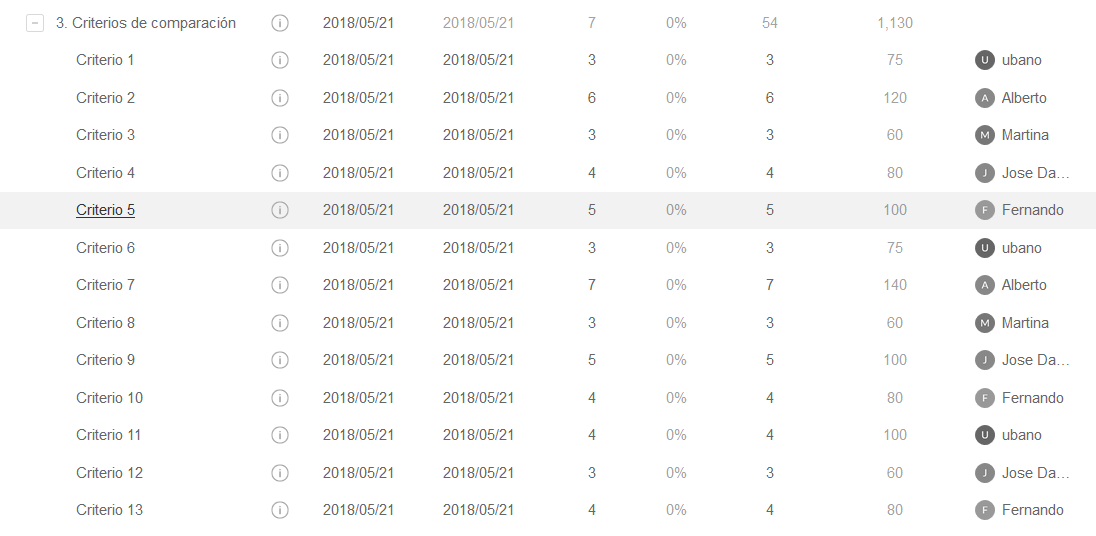 3. Criterios de comparación 2018/05/21 2018/05/21 7 0% 54 1,130
Criterio 1 2018/05/21 2018/05/21 3 0% 3 75 U ubano
Criterio 2 2018/05/21 2018/05/21 6 0% 6 120 A Alberto
Criterio 3 2018/05/21 2018/05/21 3 0% 3 60 M Martina
Criterio 4 2018/05/21 2018/05/21 4 0% 4 80 J Jose Da...
Criterio 5 2018/05/21 2018/05/21 5 0% 5 100 F Fernando
Criterio 6 2018/05/21 2018/05/21 3 0% 3 75 U ubano
Criterio 7 2018/05/21 2018/05/21 7 0% 7 140 A Alberto
Criterio 8 2018/05/21 2018/05/21 3 0% 3 60 M Martina
Criterio 9 2018/05/21 2018/05/21 5 0% 5 100 J Jose Da...
Criterio 10 2018/05/21 2018/05/21 4 0% 4 80 F Fernando
Criterio 11 2018/05/21 2018/05/21 4 0% 4 100 U ubano
Criterio 12 2018/05/21 2018/05/21 3 0% 3 60 J Jose Da...
Criterio 13 2018/05/21 2018/05/21 4 0% 4 80 F Fernando